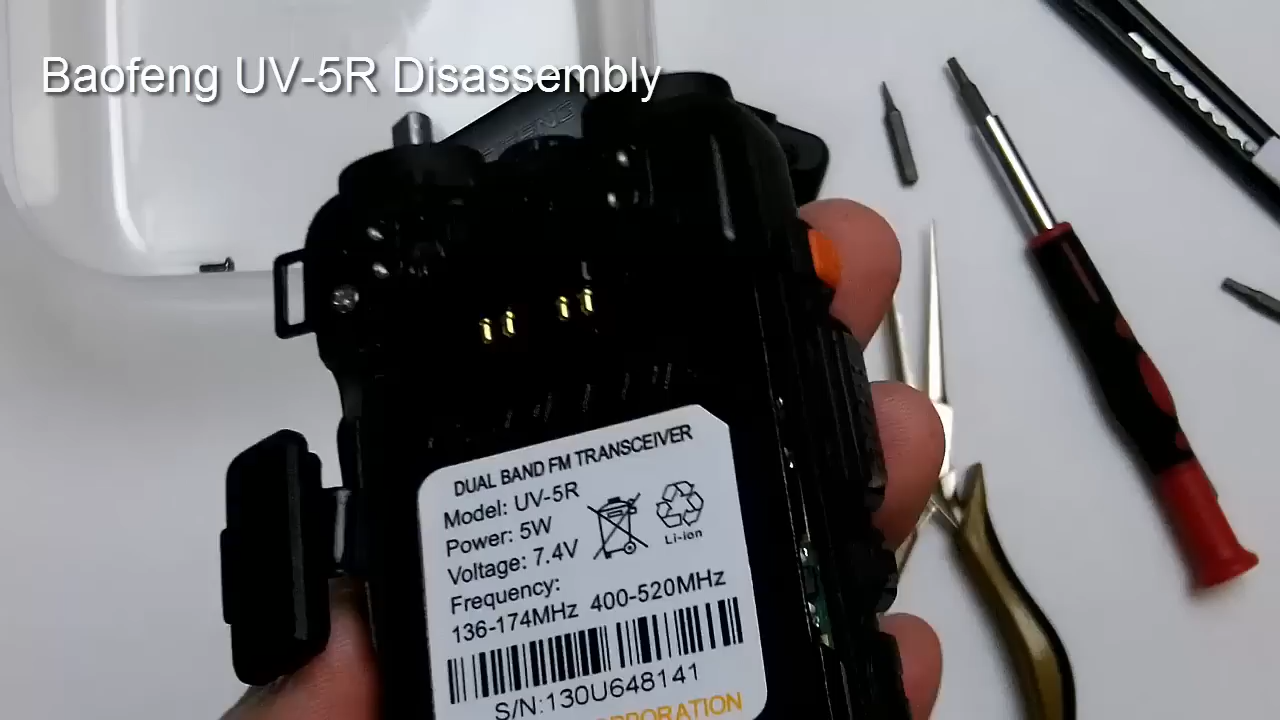 Baofeng UV-5R Disassembly
DUAL BAND FM TRANSCEIVER
Model: UV-5R
Power: 5W
Voltage: 7.4V
Li-ion
Frequency:
136-174MHz 400-520MHz
S/N:130U648141